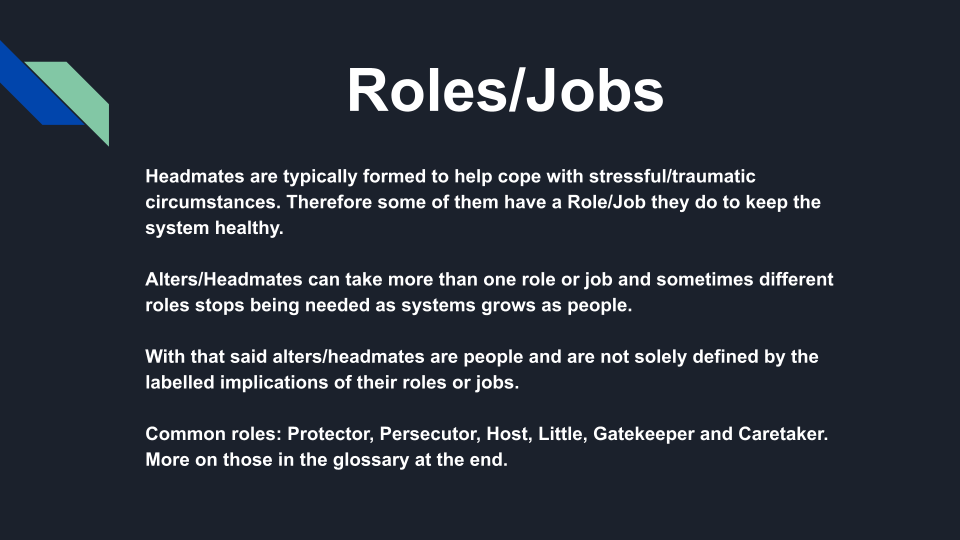 Roles/Jobs
Headmates are typically formed to help cope with stressful/traumatic
circumstances. Therefore some of them have a Role/Job they do to keep the
system healthy.
Alters/Headmates can take more than one role or job and sometimes different
roles stops being needed as systems grows as people.
With that said alters/headmates are people and are not solely defined by the
labelled implications of their roles or jobs.
Common roles: Protector, Persecutor, Host, Little, Gatekeeper and Caretaker.
More on those in the glossary at the end.